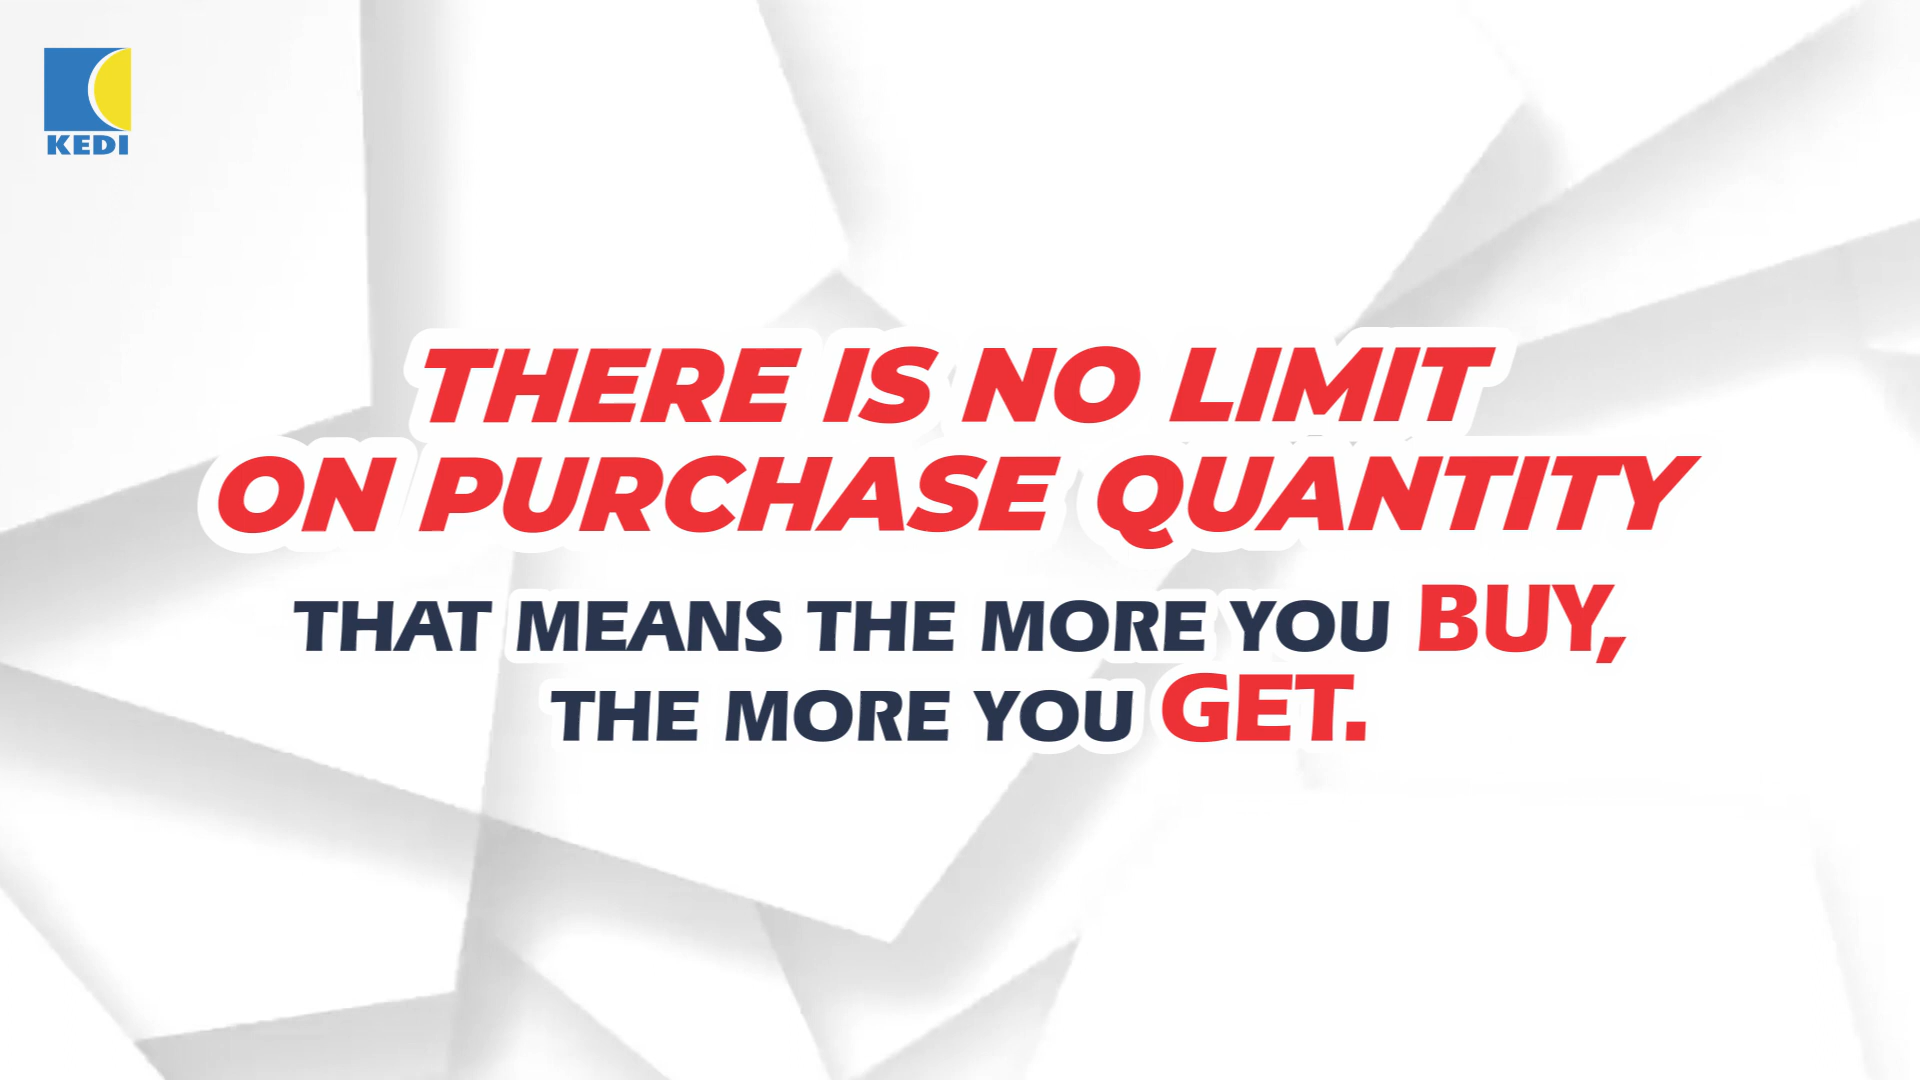 KEDI
THERE IS NO LIMIT
ON PURCHASE QUANTITY
THAT MEANS THE MORE YOU BUY,
THE MORE YOU GET.